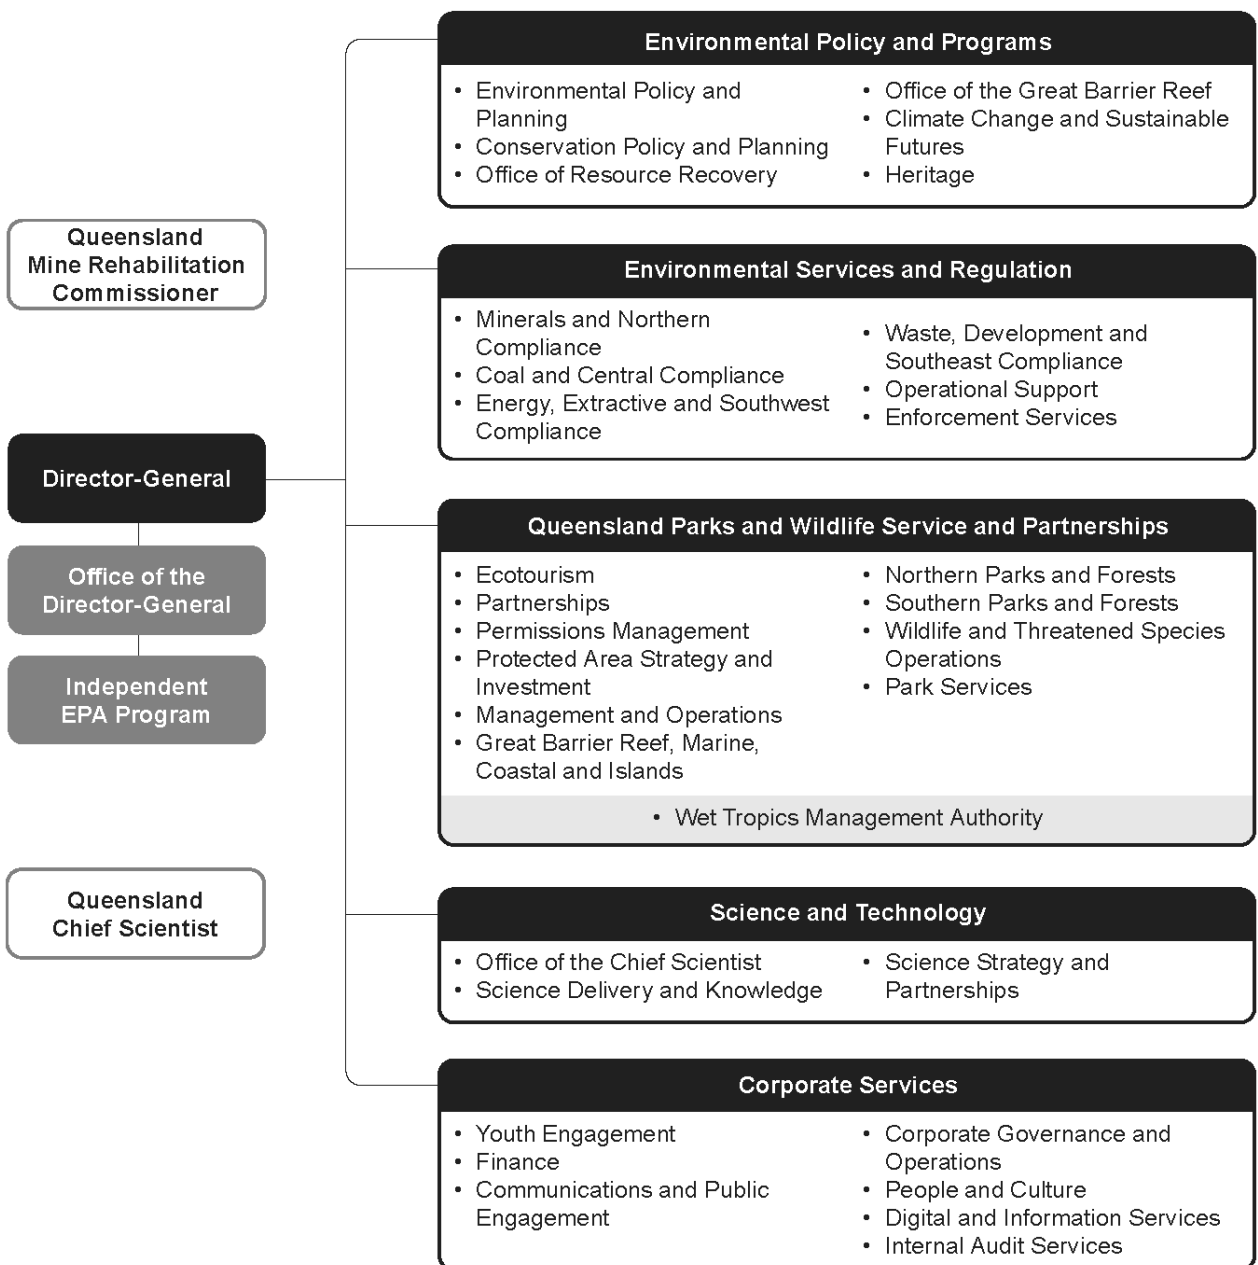 Environmental Policy and Programs
• Environmental Policy and
Planning
• Conservation Policy and Planning
• Office of Resource Recovery
• Office of the Great Barrier Reef
• Climate Change and Sustainable
Futures
• Heritage
Queensland
Mine Rehabilitation
Commissioner
Environmental Services and Regulation
• Minerals and Northern
Compliance
• Coal and Central Compliance
• Energy, Extractive and Southwest
Compliance
• Waste, Development and
Southeast Compliance
• Operational Support
• Enforcement Services
Director-General
Office of the
Director-General
Independent
EPA Program
Queensland Parks and Wildlife Service and Partnerships
• Ecotourism
• Partnerships
• Permissions Management
• Protected Area Strategy and
Investment
• Management and Operations
• Great Barrier Reef, Marine,
Coastal and Islands
• Northern Parks and Forests
• Southern Parks and Forests
• Wildlife and Threatened Species
Operations
• Park Services
• Wet Tropics Management Authority
Queensland
Chief Scientist
Science and Technology
• Office of the Chief Scientist
• Science Delivery and Knowledge
• Science Strategy and
Partnerships
Corporate Services
• Youth Engagement
• Finance
• Communications and Public
Engagement
• Corporate Governance and
Operations
• People and Culture
• Digital and Information Services
• Internal Audit Services